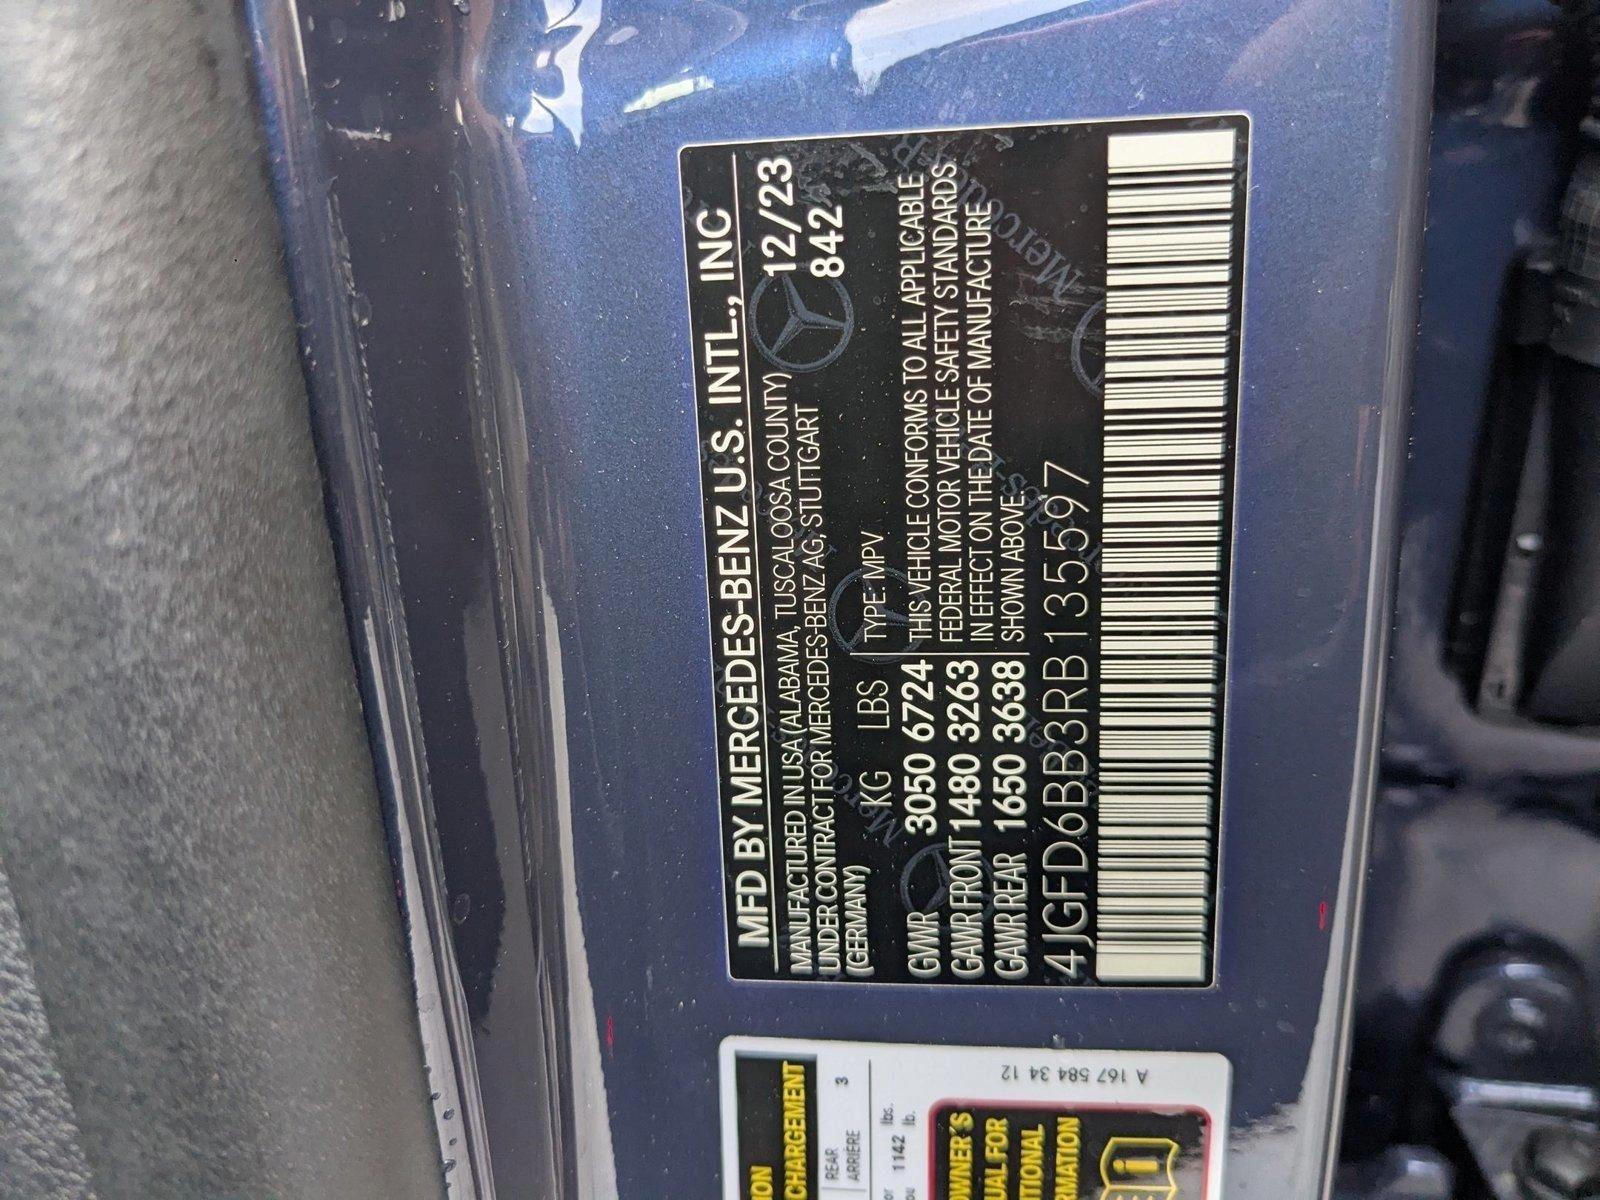 MFD BY MERCEDES-BENZ U.S. INTL., INC
MANUFACTURED IN USA (ALABAMA, TUSCALOOSA COUNTY) 12/23
UNDER CONTRACT FOR MERCEDES-BENZ AG, STUTTGART 842
(GERMANY)
KG LBS TYPE: MPV
GVWR 3050 6724 THIS VEHICLE CONFORMS TO ALL APPLICABLE
GAWR FRONT 1480 3263 FEDERAL MOTOR VEHICLE SAFETY STANDARDS
GAWR REAR 1650 3638 IN EFFECT ON THE DATE OF MANUFACTURE
SHOWN ABOVE.
4JGFD6BB3RB135597
CHARGEMENT
REAR 3
ARRIÈRE
1142 lbs.
lb.
OWNER'S
A 167 584 34 12